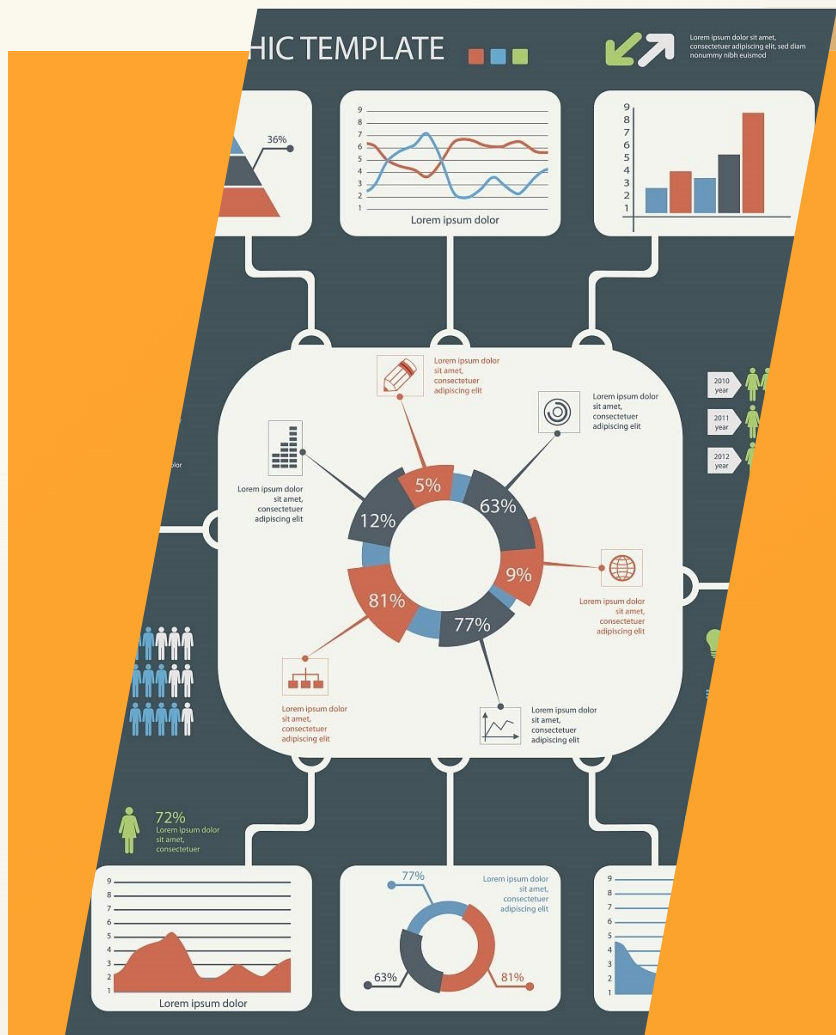 HIC TEMPLATE
Lorem ipsum dolor sit amet,
consectetuer adipiscing elit, sed diam
nonummy nibh euismod
36%
9
8
7
6
5
4
3
2
1
Lorem ipsum dolor
9
8
7
6
5
4
3
2
1
Lorem ipsum dolor
sit amet,
consectetuer
adipiscing elit
Lorem ipsum dolor
sit amet,
consectetuer
adipiscing elit
2010
year
2011
year
2012
year
olor
Lorem ipsum dolor
sit amet,
consectetuer
adipiscing elit
5%
63%
12%
9%
81%
77%
Lorem ipsum dolor
sit amet,
consectetuer
adipiscing elit
Lorem ipsum dolor
sit amet,
consectetuer
adipiscing elit
Lorem ipsum dolor
sit amet,
consectetuer
adipiscing elit
72%
Lorem ipsum dolor
sit amet,
consectetuer
9
8
7
6
5
4
3
2
1
Lorem ipsum dolor
77%
Lorem ipsum dolor
sit amet,
consectetuer
adipiscing elit
63%
81%
9
8
7
6
5
4
3
2
1